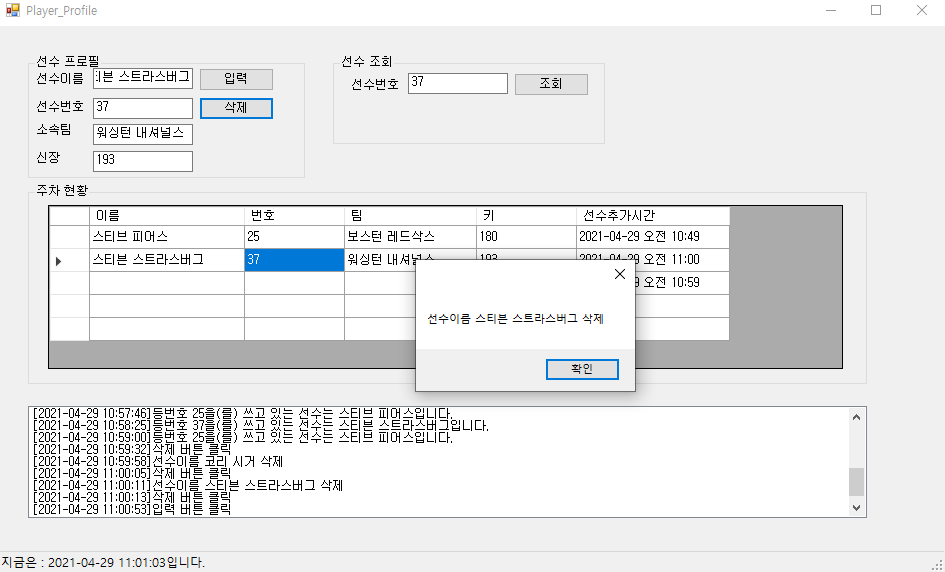 Player_Profile
선수 프로필
선수이름 티븐 스트라스버그 입력
선수번호 37 삭제
소속팀 워싱턴 내셔널스
신장 193
선수 조회
선수번호 37 조회
주차 현황
이름 번호 팀 키 선수추가시간
스티브 피어스 25 보스턴 레드삭스 180 2021-04-29 오전 10:49
스티븐 스트라스버그 37 워싱턴 내셔널스 193 2021-04-29 오전 11:00
9 오전 10:59
선수이름 스티븐 스트라스버그 삭제
확인
[2021-04-29 10:57:46]등번호 25을(를) 쓰고 있는 선수는 스티브 피어스입니다.
[2021-04-29 10:58:25]등번호 37을(를) 쓰고 있는 선수는 스티븐 스트라스버그입니다.
[2021-04-29 10:59:00]등번호 25을(를) 쓰고 있는 선수는 스티브 피어스입니다.
[2021-04-29 10:59:32]삭제 버튼 클릭
[2021-04-29 10:59:58]선수이름 코리 시거 삭제
[2021-04-29 11:00:05]삭제 버튼 클릭
[2021-04-29 11:00:11]선수이름 스티븐 스트라스버그 삭제
[2021-04-29 11:00:13]삭제 버튼 클릭
[2021-04-29 11:00:53]입력 버튼 클릭
지금은 : 2021-04-29 11:01:03입니다.